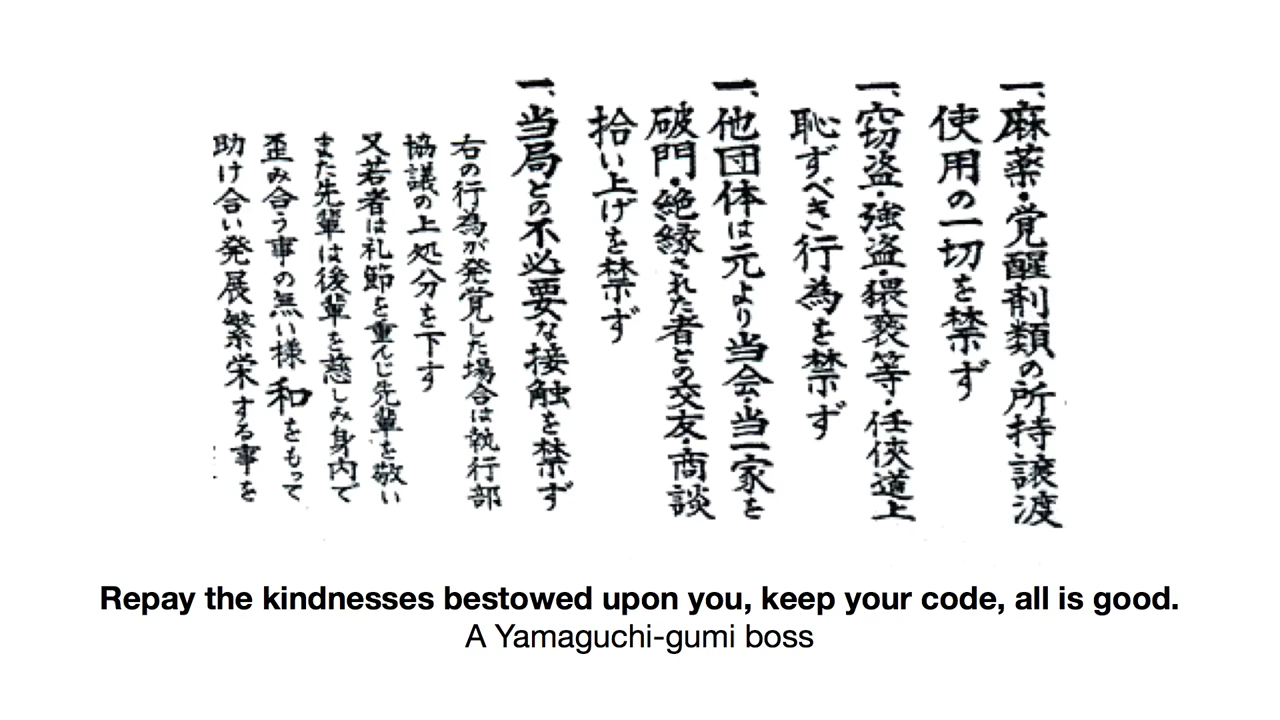 一、麻薬・覚醒剤類の所持譲渡
使用の一切を禁ず
一、窃盗・強盗・猥褻等・任侠道上
恥ずべき行為を禁ず
一、他団体は元より当会・当一家を
破門・絶縁された者との交友・商談
拾い上げを禁ず
一、当局との不必要な接触を禁ず
右の行為が発覚した場合は執行部
協議の上処分を下す
又若者は礼節を重んじ先輩を敬い
また先輩は後輩を慈しみ身内で
歪み合う事の無い様和をもって
助け合い発展繁栄する事を
Repay the kindnesses bestowed upon you, keep your code, all is good.
A Yamaguchi-gumi boss